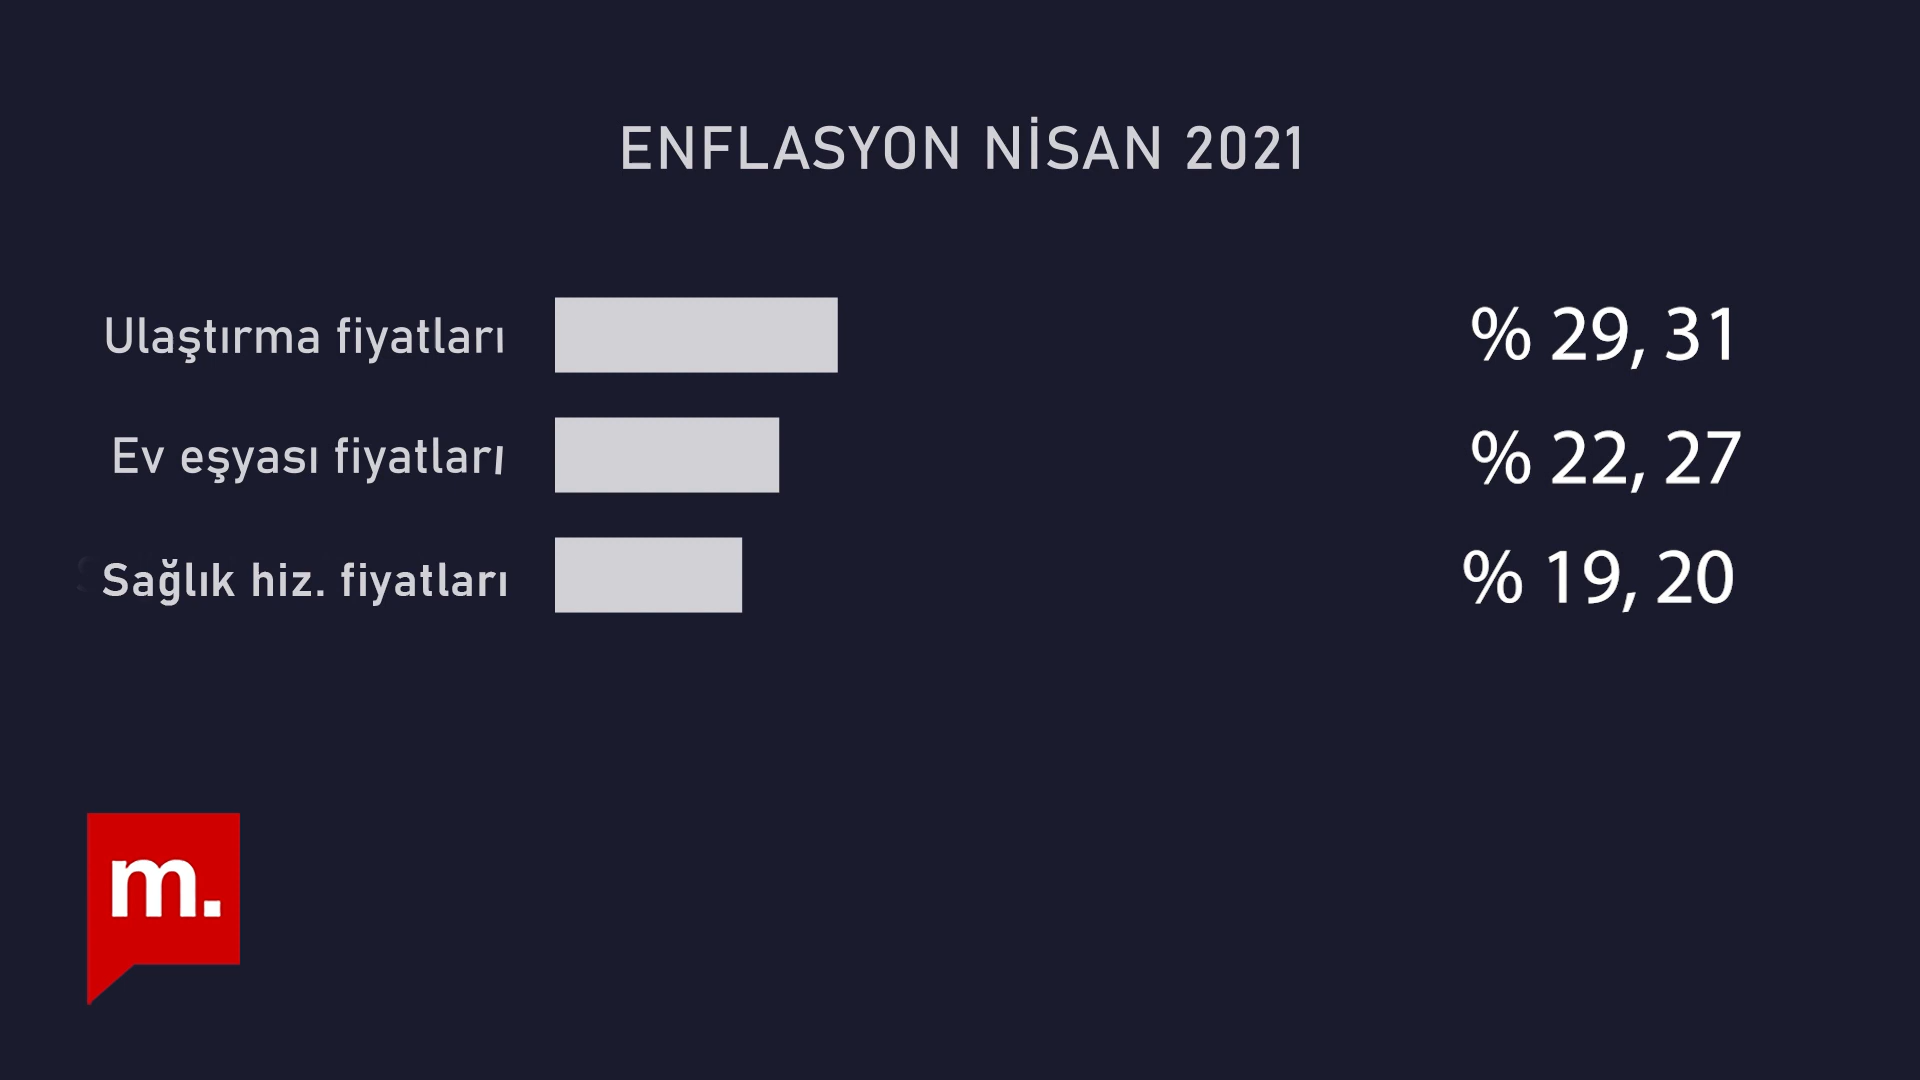 ENFLASYON NİSAN 2021
Ulaştırma fiyatları % 29, 31
Ev eşyası fiyatları % 22, 27
Sağlık hiz. fiyatları % 19, 20
m.